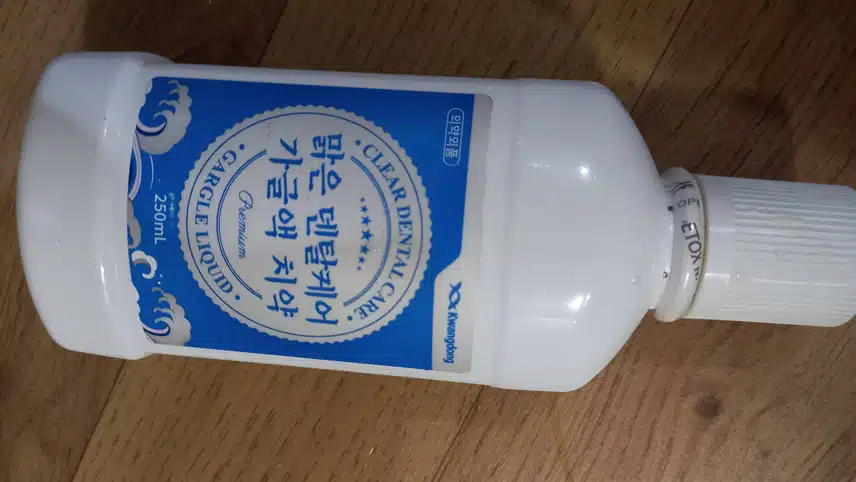 의약외품
CLEAR DENTAL CARE
맑은 덴탈케어
가글액 치약
Premium
GARGLE LIQUID
250mL
Kwangdong